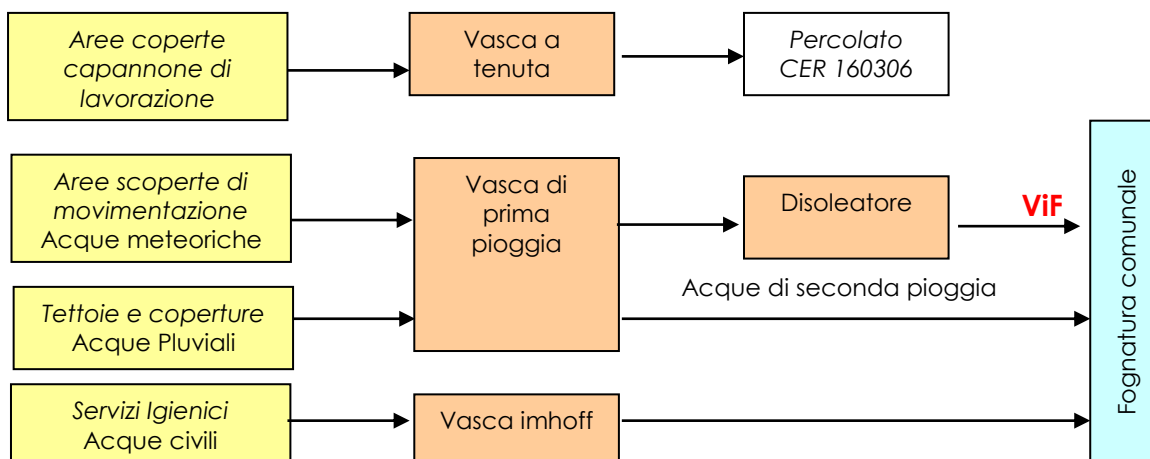 Aree coperte
capannone di
lavorazione
Vasca a
tenuta
Percolato
CER 160306
Aree scoperte di
movimentazione
Acque meteoriche
Vasca di
prima
pioggia
Disoleatore
ViF
Fognatura comunale
Acque di seconda pioggia
Tettoie e coperture
Acque Pluviali
Servizi Igienici
Acque civili
Vasca imhoff